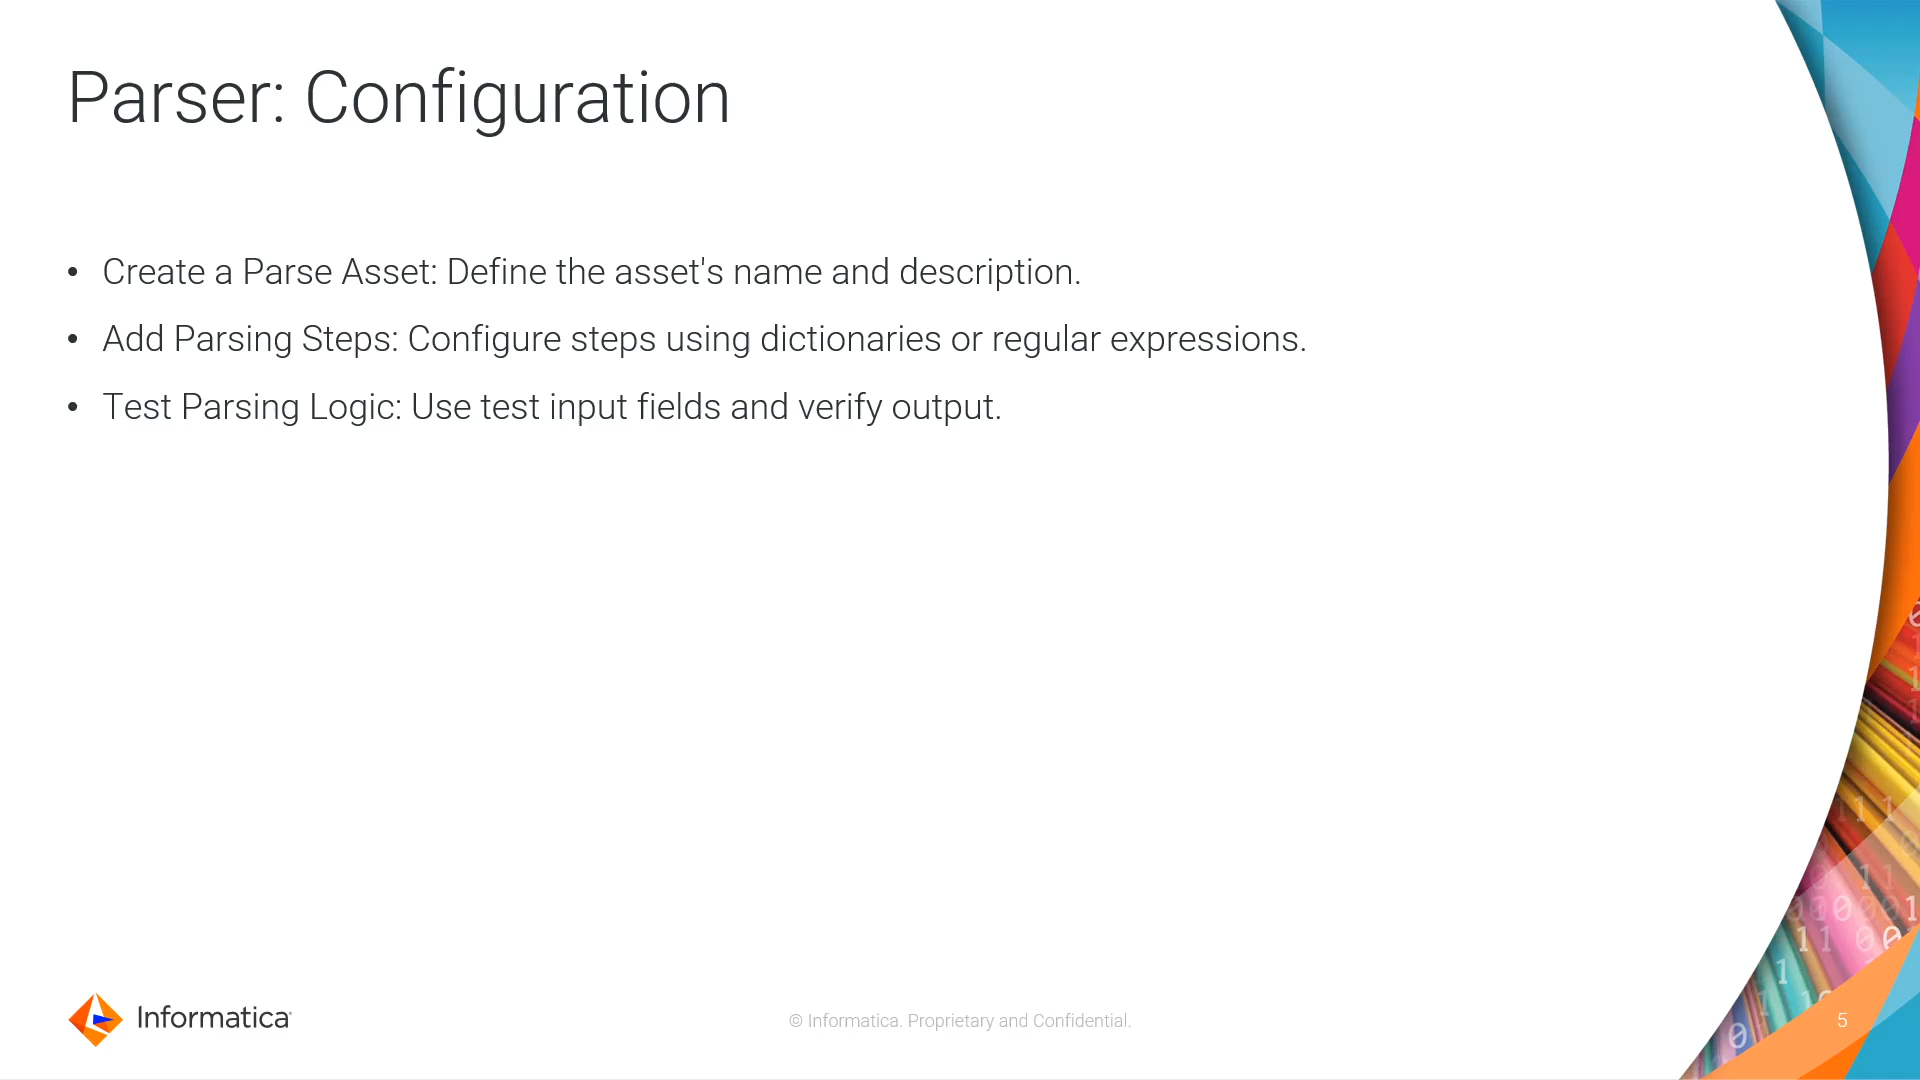 Parser: Configuration
• Create a Parse Asset: Define the asset's name and description.
• Add Parsing Steps: Configure steps using dictionaries or regular expressions.
• Test Parsing Logic: Use test input fields and verify output.
Informatica
© Informatica. Proprietary and Confidential.
5